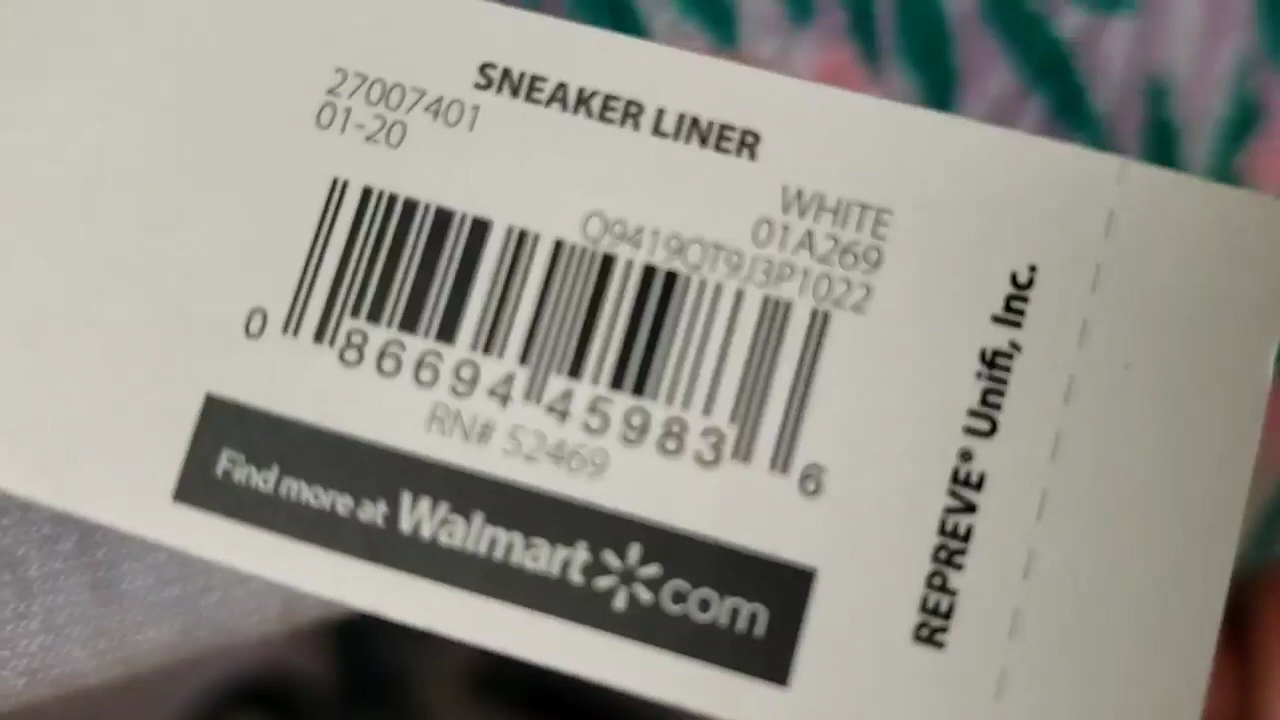 SNEAKER LINER
27007401
01-20
WHITE
01A269
Q9419QT9J3P1022
0 86694 45983 6
RN# 52469
Find more at Walmart com
REPREVE® Unifi, Inc.